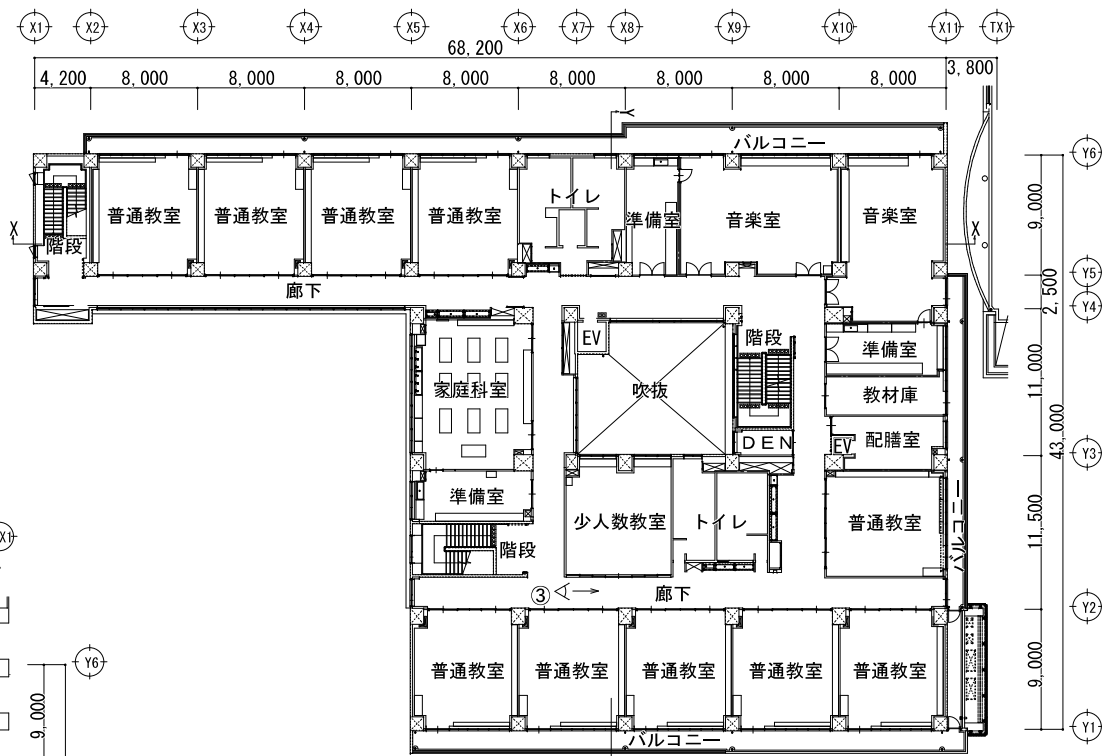 X1 X2 X3 X4 X5 X6 X7 X8 X9 X10 X11 TX1
68,200
4,200 8,000 8,000 8,000 8,000 8,000 8,000 8,000 8,000 3,800
Y
バルコニー
Y6
普通教室 普通教室 普通教室 普通教室 トイレ 準備室 音楽室 音楽室
9,000
X 階段 X
Y5
廊下
2,500
Y4
EV 階段 準備室
家庭科室 吹抜 教材庫
11,000
43,000
DEN EV 配膳室
Y3
準備室 少人数教室 トイレ 普通教室
11,500
バルコニー
X1
階段
③ 廊下
Y2
普通教室 普通教室 普通教室 普通教室 普通教室
9,000
Y6
9,000
バルコニー
Y1